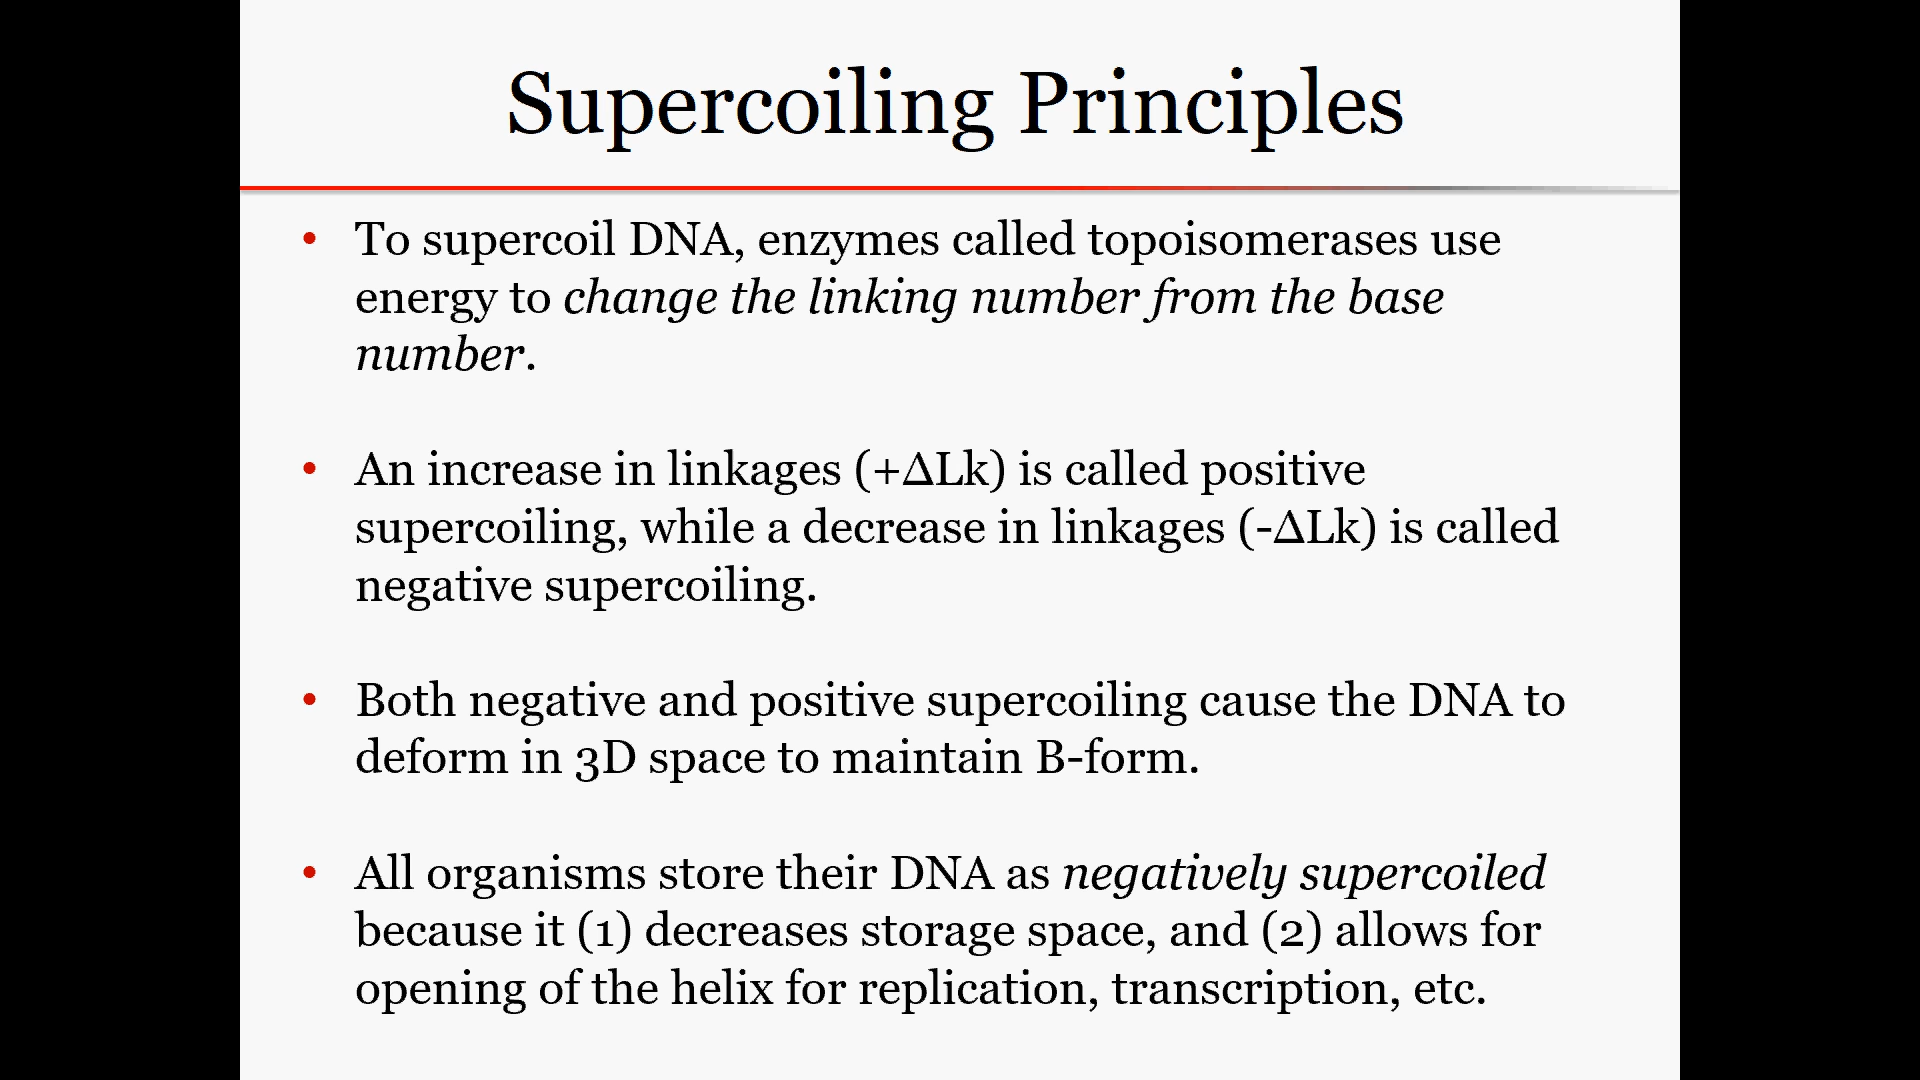 Supercoiling Principles
• To supercoil DNA, enzymes called topoisomerases use
energy to change the linking number from the base
number.
• An increase in linkages (+ΔLk) is called positive
supercoiling, while a decrease in linkages (-ΔLk) is called
negative supercoiling.
• Both negative and positive supercoiling cause the DNA to
deform in 3D space to maintain B-form.
• All organisms store their DNA as negatively supercoiled
because it (1) decreases storage space, and (2) allows for
opening of the helix for replication, transcription, etc.